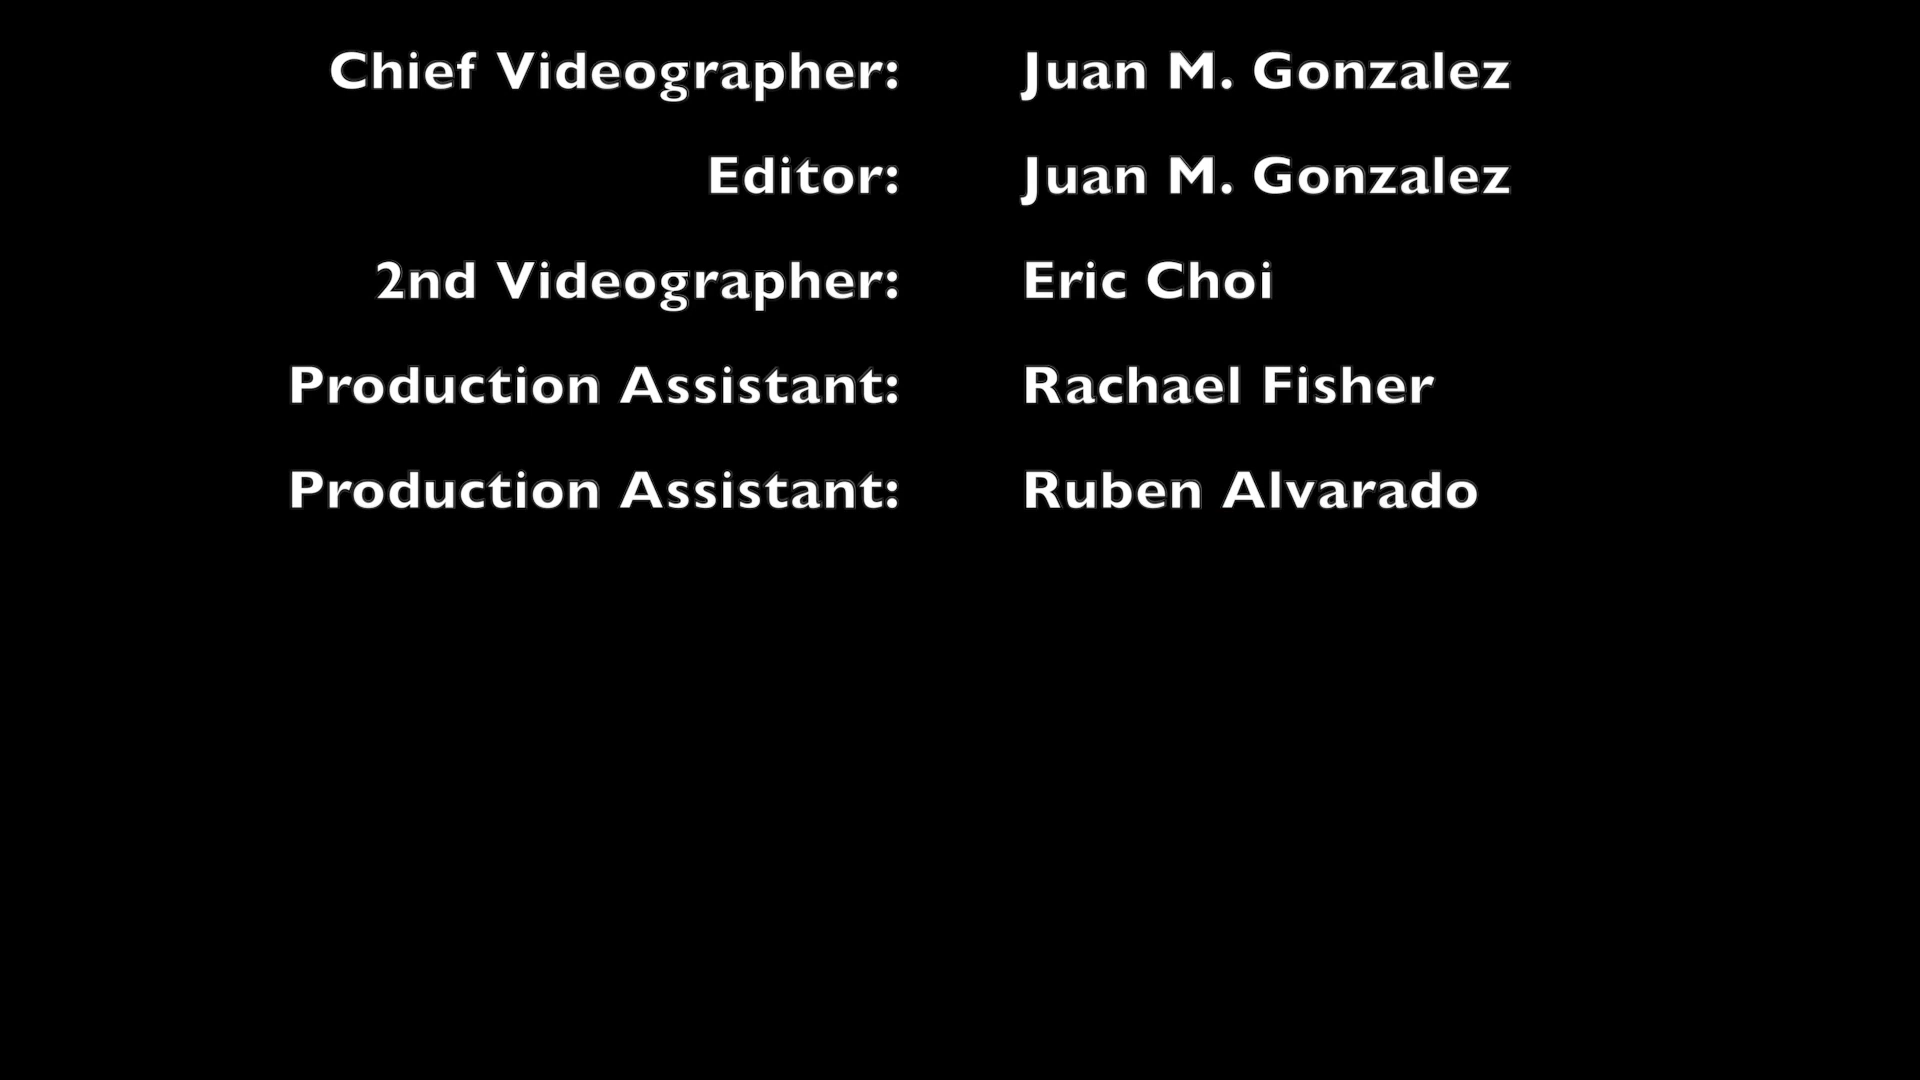 Chief Videographer: Juan M. Gonzalez
Editor: Juan M. Gonzalez
2nd Videographer: Eric Choi
Production Assistant: Rachael Fisher
Production Assistant: Ruben Alvarado